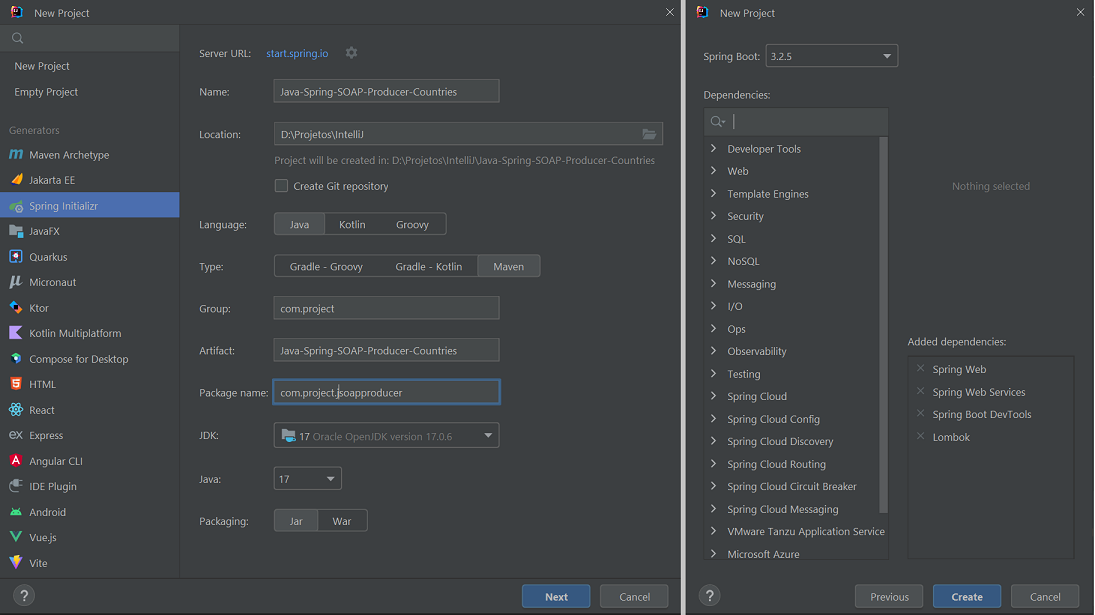 New Project
New Project
Empty Project
Generators
Maven Archetype
Jakarta EE
Spring Initializr
JavaFX
Quarkus
Micronaut
Ktor
Kotlin Multiplatform
Compose for Desktop
HTML
React
Express
Angular CLI
IDE Plugin
Android
Vue.js
Vite
Server URL: start.spring.io
Name: Java-Spring-SOAP-Producer-Countries
Location: D:\Projetos\IntelliJ
Project will be created in: D:\Projetos\IntelliJ\Java-Spring-SOAP-Producer-Countries
Create Git repository
Language: Java Kotlin Groovy
Type: Gradle - Groovy Gradle - Kotlin Maven
Group: com.project
Artifact: Java-Spring-SOAP-Producer-Countries
Package name: com.project.jsoapproducer
JDK: 17 Oracle OpenJDK version 17.0.6
Java: 17
Packaging: Jar War
? Next Cancel
New Project
Spring Boot: 3.2.5
Dependencies:
Developer Tools
Web
Template Engines
Security
SQL
NoSQL
Messaging
I/O
Ops
Observability
Testing
Spring Cloud
Spring Cloud Config
Spring Cloud Discovery
Spring Cloud Routing
Spring Cloud Circuit Breaker
Spring Cloud Messaging
VMware Tanzu Application Service
Microsoft Azure
Nothing selected
Added dependencies:
Spring Web
Spring Web Services
Spring Boot DevTools
Lombok
? Previous Create Cancel